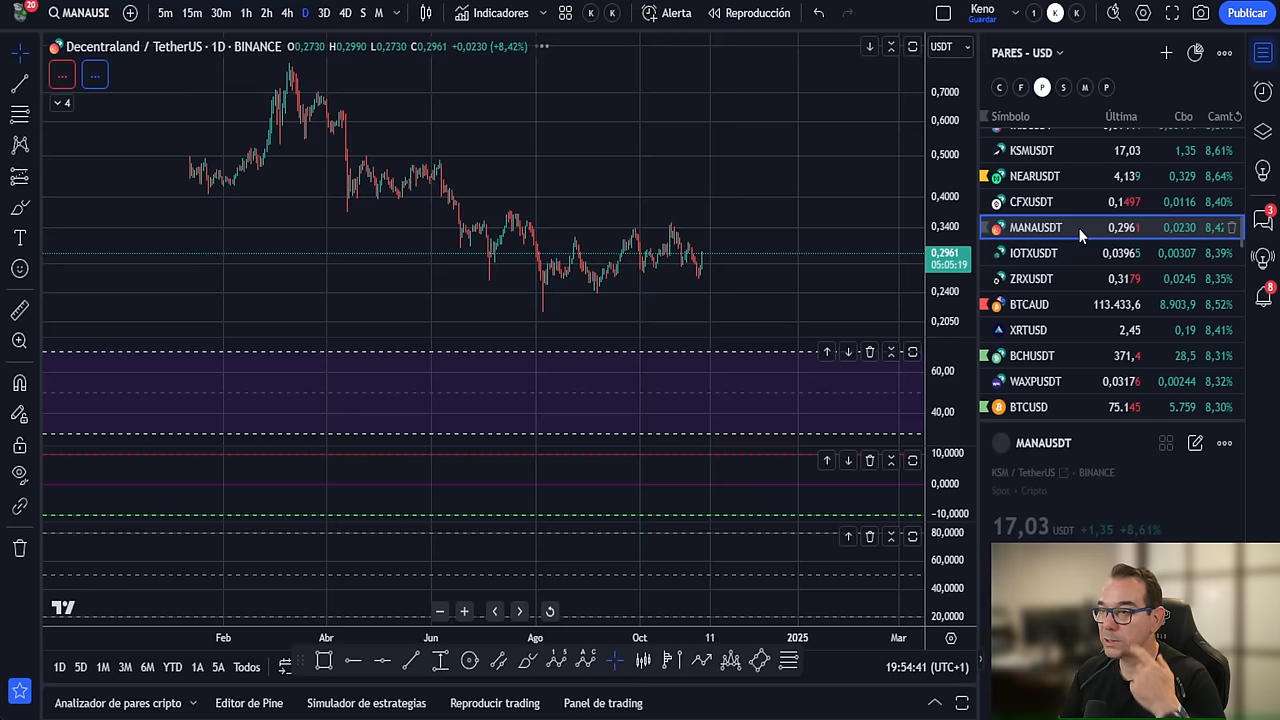 20
MANAUSD
5m 15m 30m 1h 2h 4h D 3D 4D S M
Indicadores
K K
Alerta
Reproducción
Keno
Guardar
1 K K
Publicar
Decentraland / TetherUS · 1D · BINANCE O0,2730 H0,2990 L0,2730 C0,2961 +0,0230 (+8,42%)
USDT
4
0,7000
0,6000
0,5000
0,4000
0,3400
0,2961
05:05:19
0,2400
0,2050
60,00
40,00
10,0000
0,0000
−10,0000
80,0000
60,0000
40,0000
20,0000
Feb Abr Jun Ago Oct 11 2025 Mar
1D 5D 1M 3M 6M YTD 1A 5A Todos
19:54:41 (UTC+1)
Analizador de pares cripto Editor de Pine Simulador de estrategias Reproducir trading Panel de trading
PARES - USD
C F P S M P
Símbolo Última Cbo Camt
KSMUSDT 17,03 1,35 8,61%
NEARUSDT 4,139 0,329 8,64%
CFXUSDT 0,1497 0,0116 8,40%
MANAUSDT 0,2961 0,0230 8,42
IOTXUSDT 0,03965 0,00307 8,39%
ZRXUSDT 0,3179 0,0245 8,35%
BTCAUD 113.433,6 8.903,9 8,52%
XRTUSD 2,45 0,19 8,41%
BCHUSDT 371,4 28,5 8,31%
WAXPUSDT 0,03176 0,00244 8,32%
BTCUSD 75.145 5.759 8,30%
MANAUSDT
KSM / TetherUS · BINANCE
Spot · Cripto
17,03 USDT +1,35 +8,61%
3
8